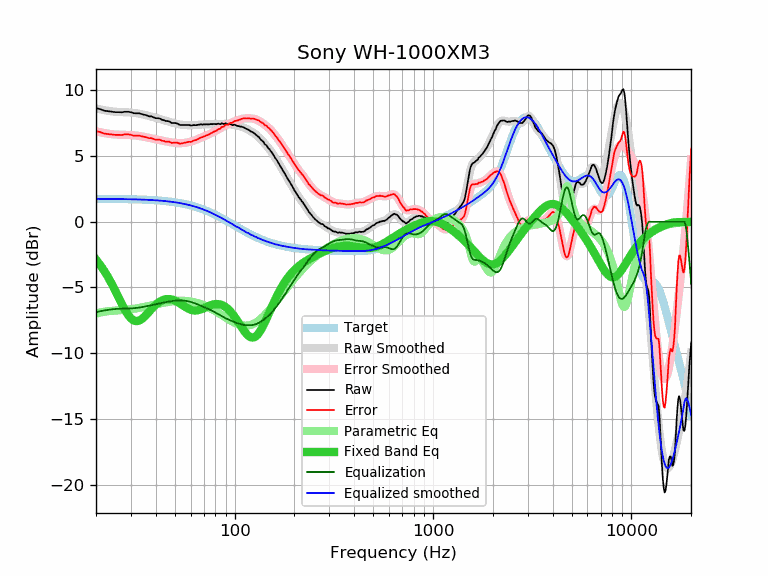 Sony WH-1000XM3
Amplitude (dBr)
10
5
0
−5
−10
−15
−20
Target
Raw Smoothed
Error Smoothed
Raw
Error
Parametric Eq
Fixed Band Eq
Equalization
Equalized smoothed
100
1000
10000
Frequency (Hz)